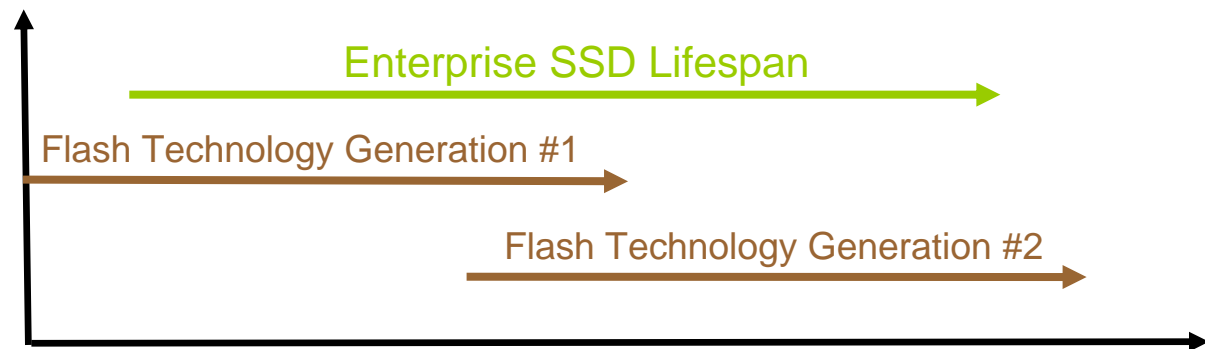 Enterprise SSD Lifespan
Flash Technology Generation #1
Flash Technology Generation #2